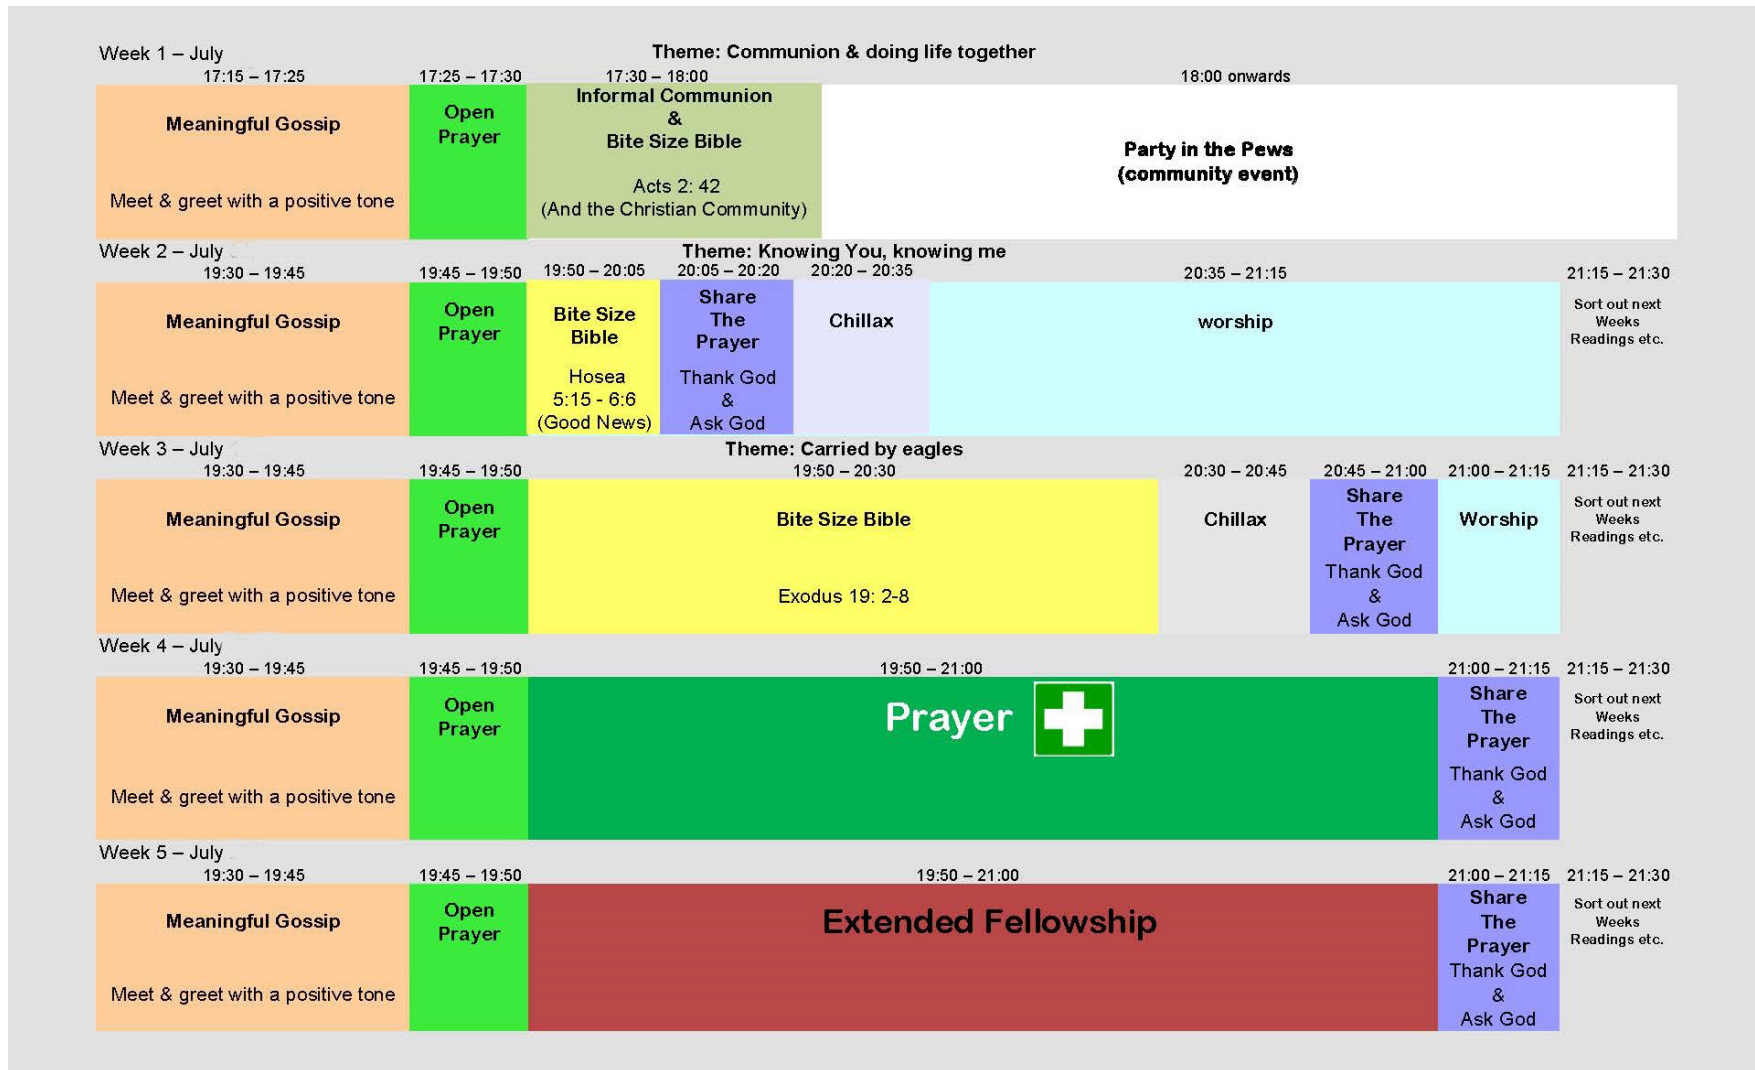 Week 1 – July
Theme: Communion & doing life together
17:15 – 17:25
17:25 – 17:30
17:30 – 18:00
18:00 onwards
Meaningful Gossip
Meet & greet with a positive tone
Open
Prayer
Informal Communion
&
Bite Size Bible
Acts 2: 42
(And the Christian Community)
Party in the Pews
(community event)
Week 2 – July
Theme: Knowing You, knowing me
19:30 – 19:45
19:45 – 19:50
19:50 – 20:05
20:05 – 20:20
20:20 – 20:35
20:35 – 21:15
21:15 – 21:30
Meaningful Gossip
Meet & greet with a positive tone
Open
Prayer
Bite Size
Bible
Hosea
5:15 - 6:6
(Good News)
Share
The
Prayer
Thank God
&
Ask God
Chillax
worship
Sort out next
Weeks
Readings etc.
Week 3 – July
Theme: Carried by eagles
19:30 – 19:45
19:45 – 19:50
19:50 – 20:30
20:30 – 20:45
20:45 – 21:00
21:00 – 21:15
21:15 – 21:30
Meaningful Gossip
Meet & greet with a positive tone
Open
Prayer
Bite Size Bible
Exodus 19: 2-8
Chillax
Share
The
Prayer
Thank God
&
Ask God
Worship
Sort out next
Weeks
Readings etc.
Week 4 – July
19:30 – 19:45
19:45 – 19:50
19:50 – 21:00
21:00 – 21:15
21:15 – 21:30
Meaningful Gossip
Meet & greet with a positive tone
Open
Prayer
Prayer
Share
The
Prayer
Thank God
&
Ask God
Sort out next
Weeks
Readings etc.
Week 5 – July
19:30 – 19:45
19:45 – 19:50
19:50 – 21:00
21:00 – 21:15
21:15 – 21:30
Meaningful Gossip
Meet & greet with a positive tone
Open
Prayer
Extended Fellowship
Share
The
Prayer
Thank God
&
Ask God
Sort out next
Weeks
Readings etc.